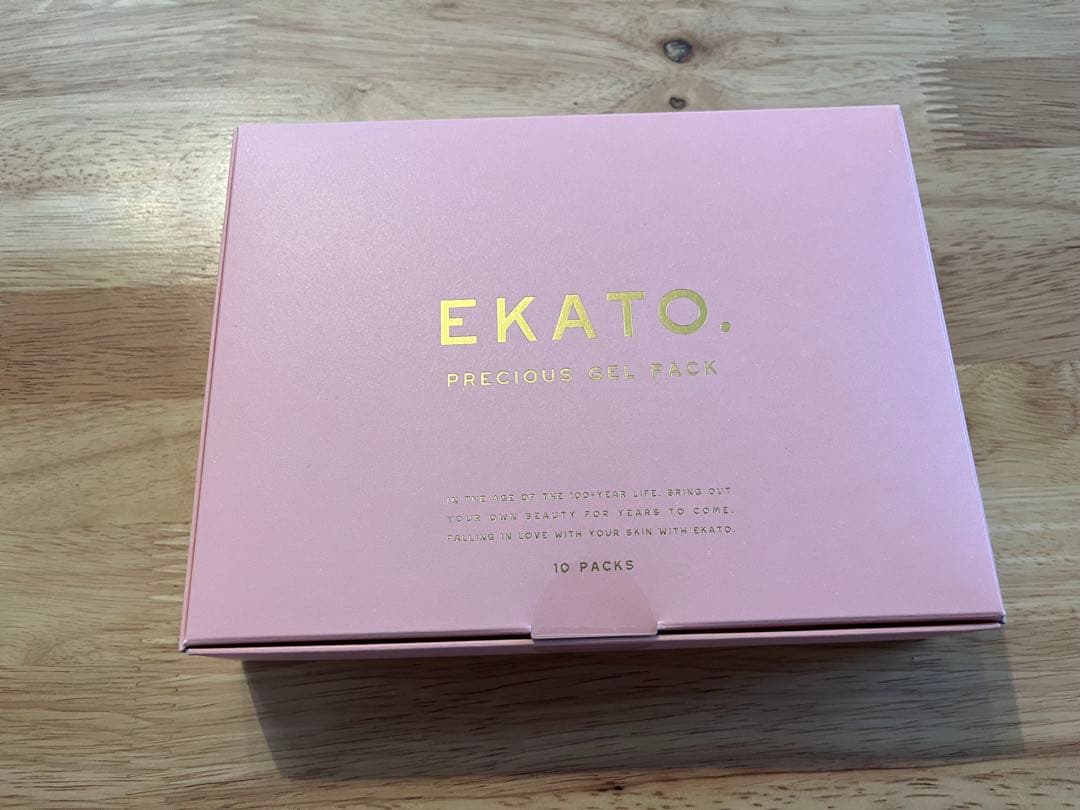 EKATO.
PRECIOUS GEL PACK
IN THE AGE OF THE 100-YEAR LIFE. BRING OUT
YOUR OWN BEAUTY FOR YEARS TO COME.
FALLING IN LOVE WITH YOUR SKIN WITH EKATO.
10 PACKS